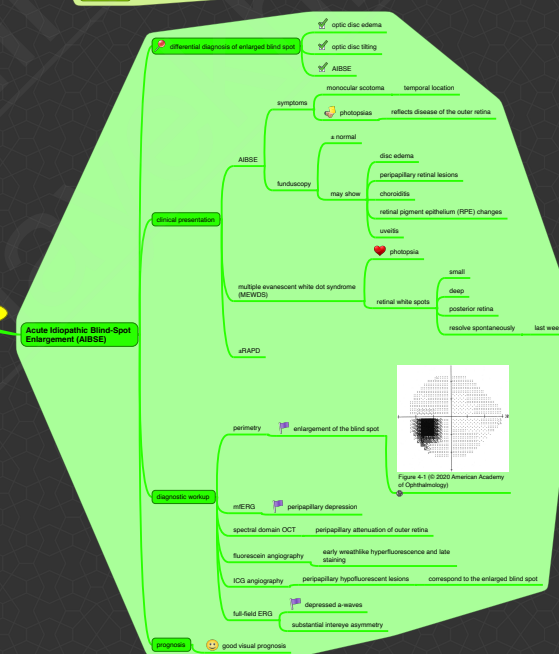 differential diagnosis of enlarged blind spot
optic disc edema
optic disc tilting
AIBSE
clinical presentation
AIBSE
symptoms
monocular scotoma
temporal location
photopsias
reflects disease of the outer retina
funduscopy
± normal
may show
disc edema
peripapillary retinal lesions
choroiditis
retinal pigment epithelium (RPE) changes
uveitis
multiple evanescent white dot syndrome
(MEWDS)
photopsia
retinal white spots
small
deep
posterior retina
resolve spontaneously
last wee
aRAPD
Acute Idiopathic Blind-Spot
Enlargement (AIBSE)
diagnostic workup
perimetry
enlargement of the blind spot
Figure 4-1 (© 2020 American Academy
of Ophthalmology)
mfERG
peripapillary depression
spectral domain OCT
peripapillary attenuation of outer retina
fluorescein angiography
early wreathlike hyperfluorescence and late
staining
ICG angiography
peripapillary hypofluorescent lesions
correspond to the enlarged blind spot
full-field ERG
depressed a-waves
substantial intereye asymmetry
prognosis
good visual prognosis